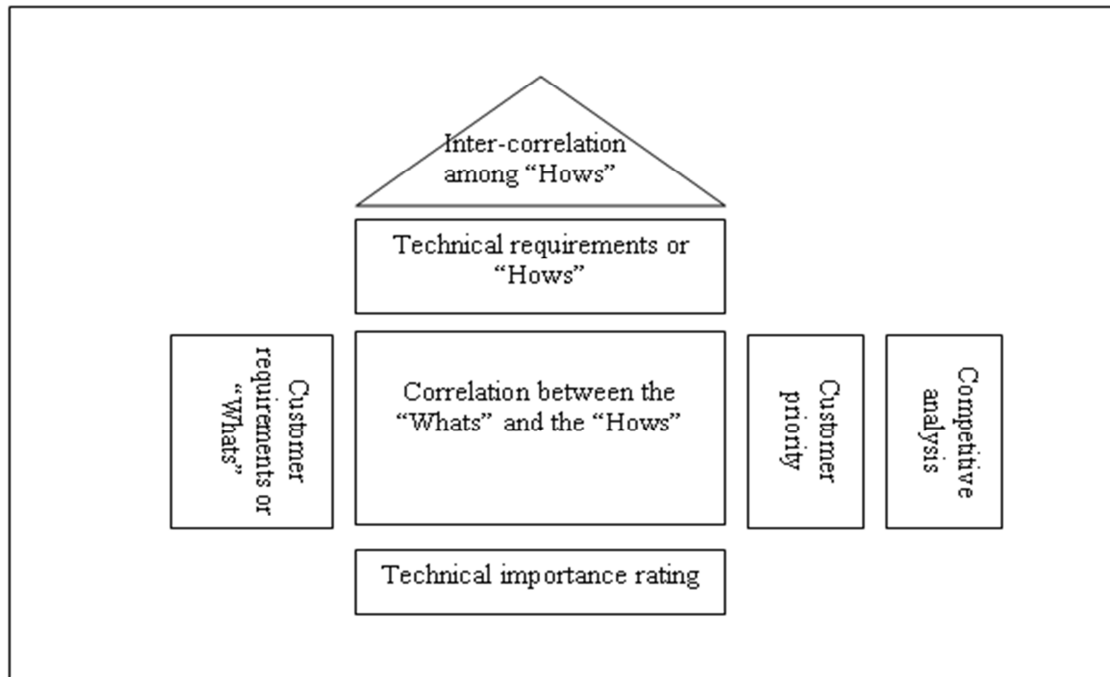 Inter-correlation
among “Hows”
Technical requirements or
“Hows”
Customer
requirements or
“Whats”
Correlation between the
“Whats” and the “Hows”
Customer
priority
Competitive
analysis
Technical importance rating